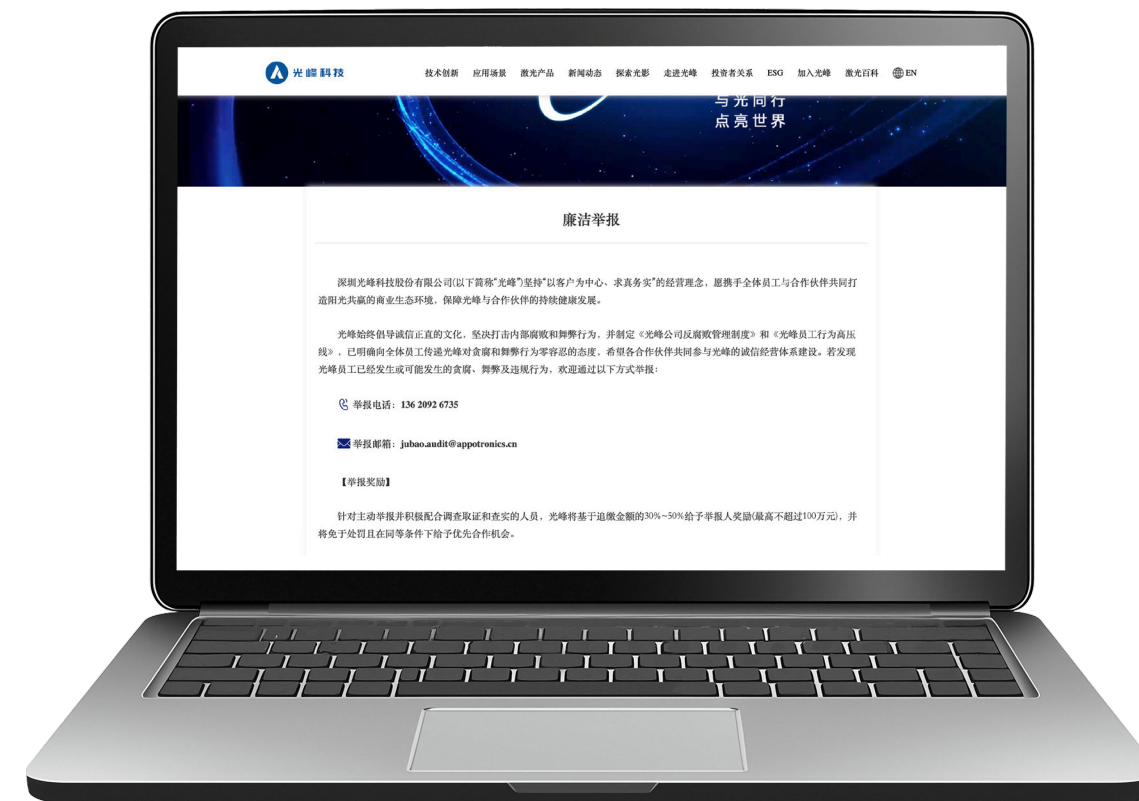 光峰科技
技术创新 应用场景 激光产品 新闻动态 探索光影 走进光峰 投资者关系 ESG 加入光峰 激光百科 EN
与光同行
点亮世界
廉洁举报
深圳光峰科技股份有限公司(以下简称“光峰”)坚持“以客户为中心、求真务实”的经营理念，愿携手全体员工与合作伙伴共同打
造阳光共赢的商业生态环境，保障光峰与合作伙伴的持续健康发展。
光峰始终倡导诚信正直的文化，坚决打击内部腐败和舞弊行为，并制定《光峰公司反腐败管理制度》和《光峰员工行为高压
线》，已明确向全体员工传递光峰对贪腐和舞弊行为零容忍的态度，希望各合作伙伴共同参与光峰的诚信经营体系建设。若发现
光峰员工已经发生或可能发生的贪腐、舞弊及违规行为，欢迎通过以下方式举报：
举报电话：136 2092 6735
举报邮箱：jubao.audit@appotronics.cn
【举报奖励】
针对主动举报并积极配合调查取证和查实的人员，光峰将基于追缴金额的30%~50%给予举报人奖励(最高不超过100万元)，并
将免于处罚且在同等条件下给予优先合作机会。